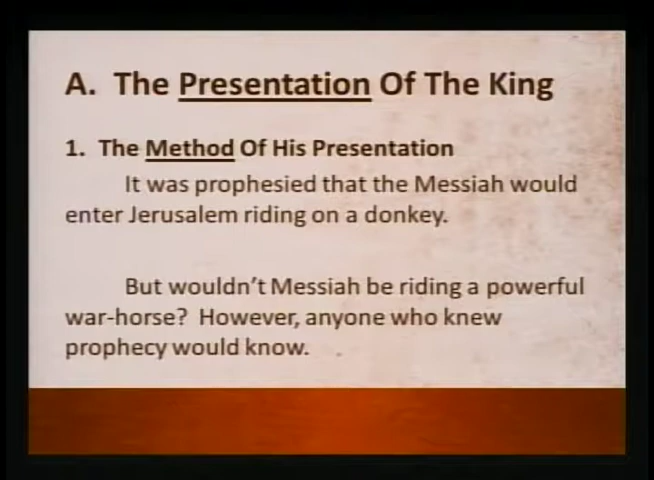 A. The Presentation Of The King
1. The Method Of His Presentation
It was prophesied that the Messiah would
enter Jerusalem riding on a donkey.
But wouldn't Messiah be riding a powerful
war-horse? However, anyone who knew
prophecy would know.